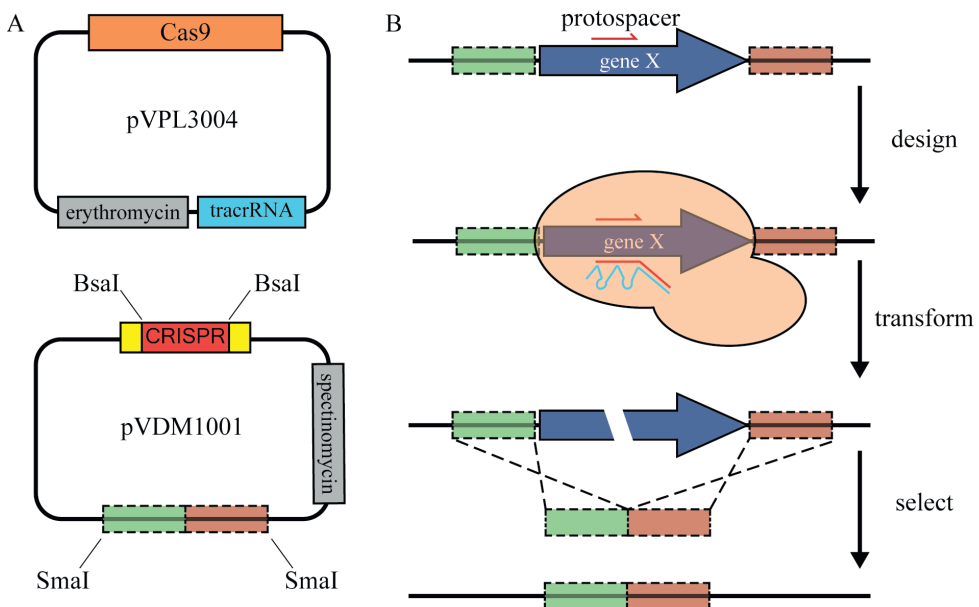 A
Cas9
pVPL3004
erythromycin
tracrRNA
BsaI
BsaI
CRISPR
spectinomycin
pVDM1001
SmaI
SmaI
B
protospacer
gene X
design
gene X
transform
select